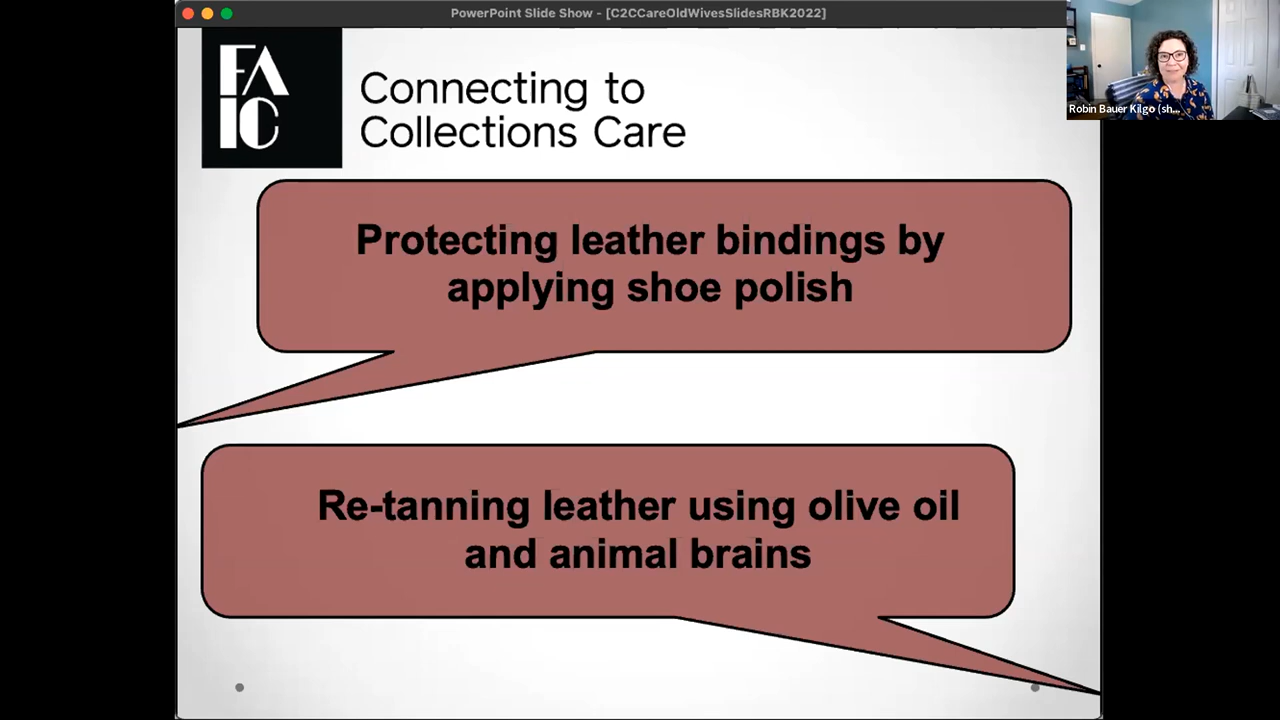 PowerPoint Slide Show - [C2CCareOldWivesSlidesRBK2022]
FA
IC
Connecting to
Collections Care
Robin Bauer Kilgo (sh...
Protecting leather bindings by
applying shoe polish
Re-tanning leather using olive oil
and animal brains